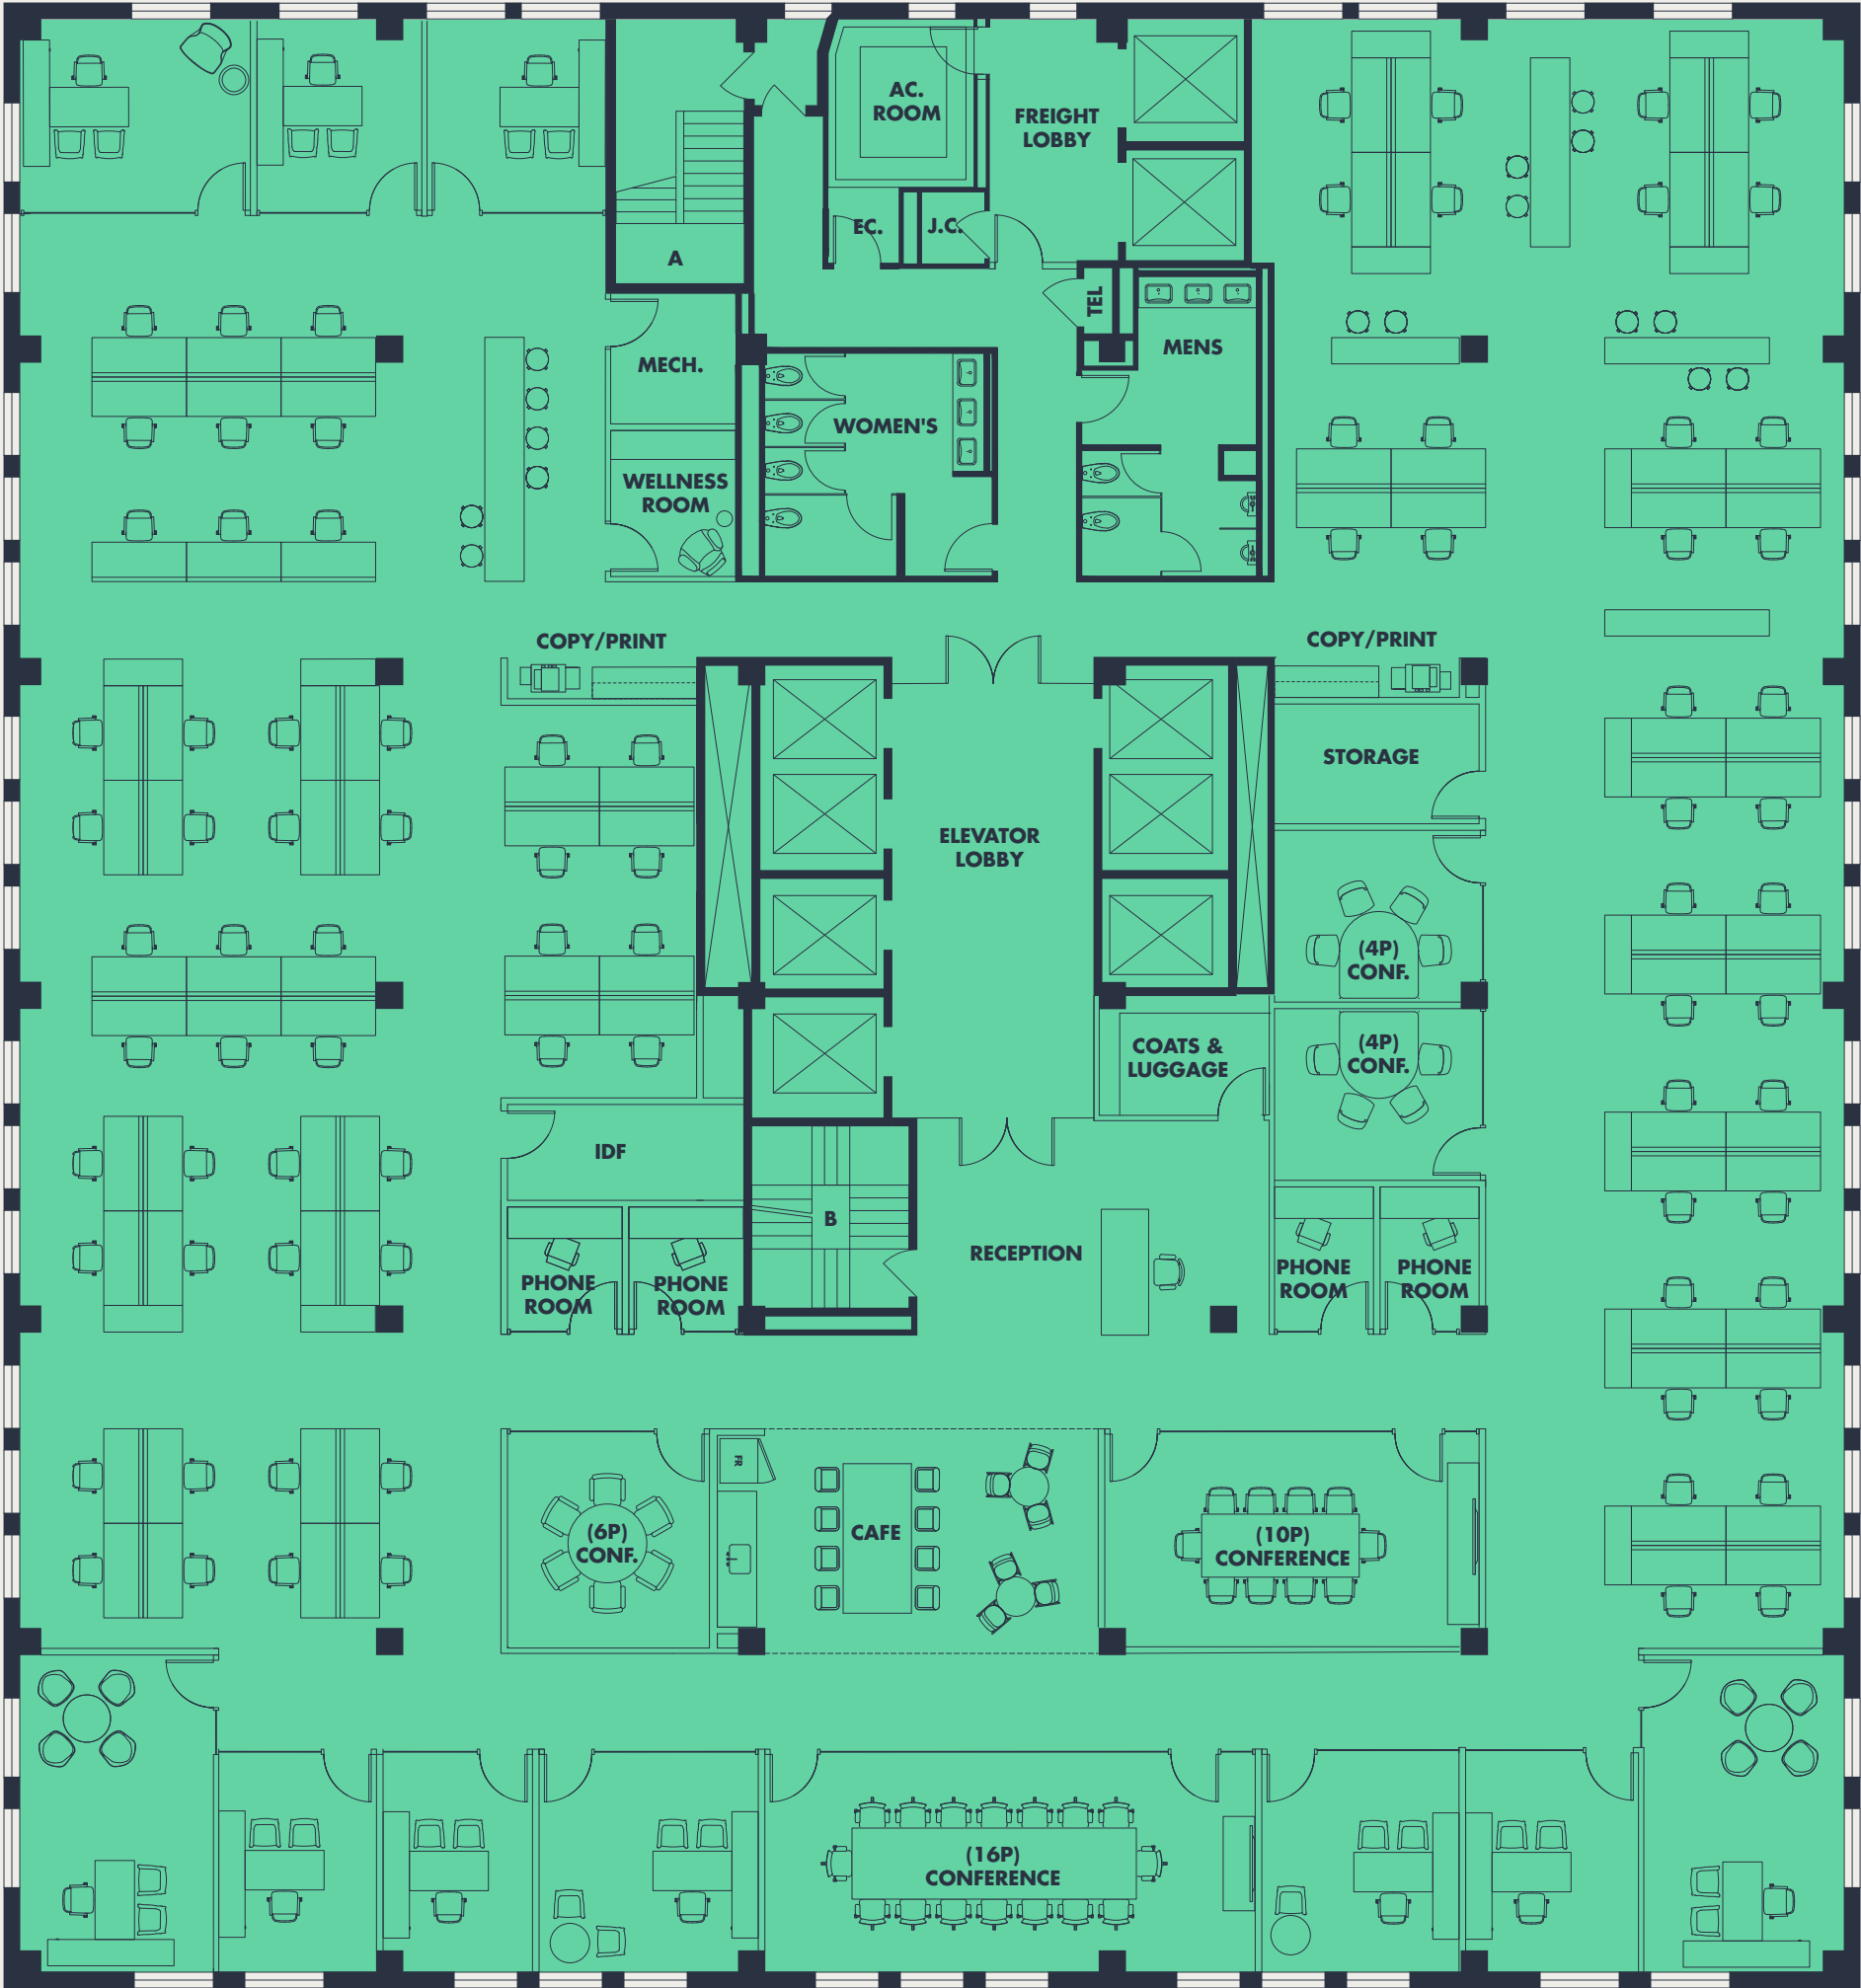 AC.
ROOM
FREIGHT
LOBBY
EC.
J.C.
A
TEL
MENS
MECH.
WOMEN'S
WELLNESS
ROOM
COPY/PRINT
COPY/PRINT
STORAGE
ELEVATOR
LOBBY
(4P)
CONF.
(4P)
CONF.
COATS &
LUGGAGE
IDF
B
RECEPTION
PHONE
ROOM
PHONE
ROOM
PHONE
ROOM
PHONE
ROOM
FR
(6P)
CONF.
CAFE
(10P)
CONFERENCE
(16P)
CONFERENCE